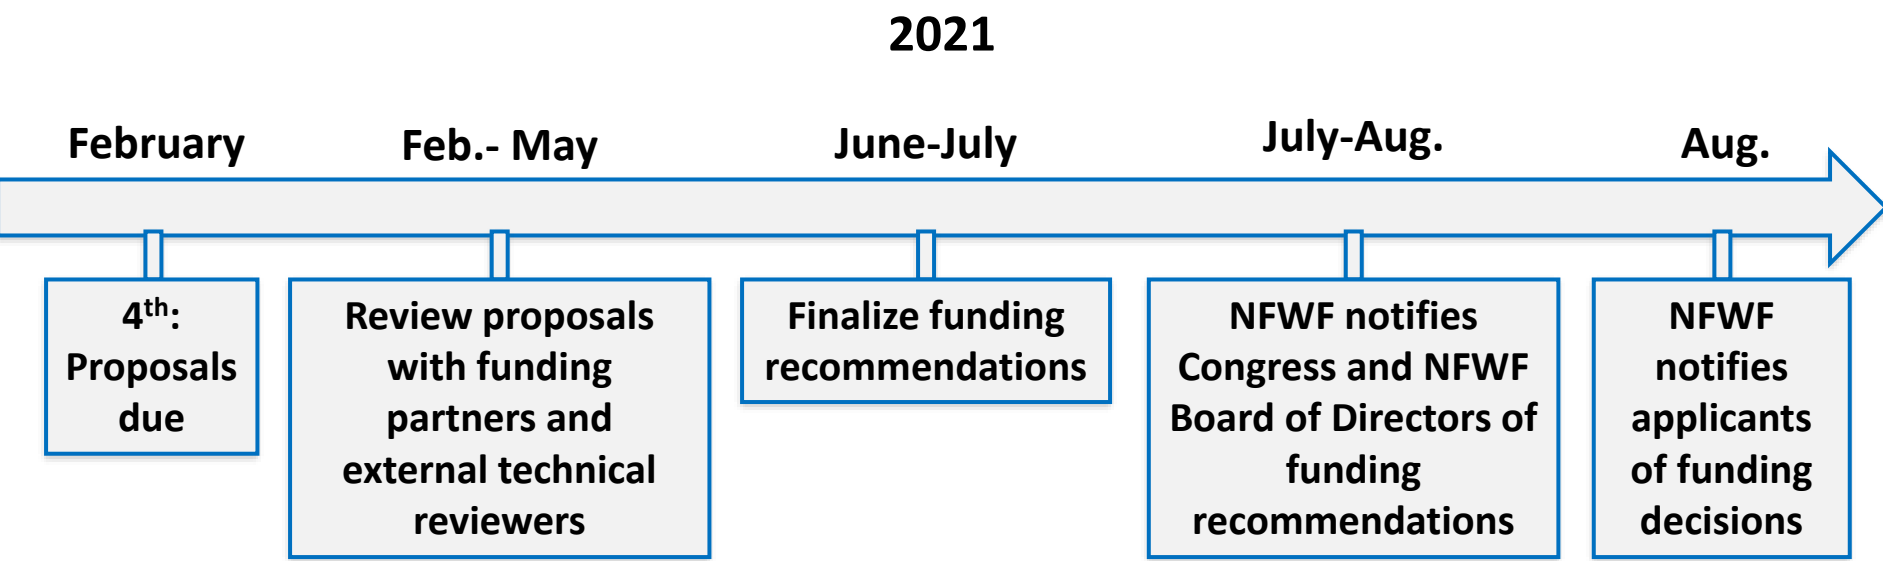 2021
February
Feb.- May
June-July
July-Aug.
Aug.
4th:
Proposals
due
Review proposals
with funding
partners and
external technical
reviewers
Finalize funding
recommendations
NFWF notifies
Congress and NFWF
Board of Directors of
funding
recommendations
NFWF
notifies
applicants
of funding
decisions